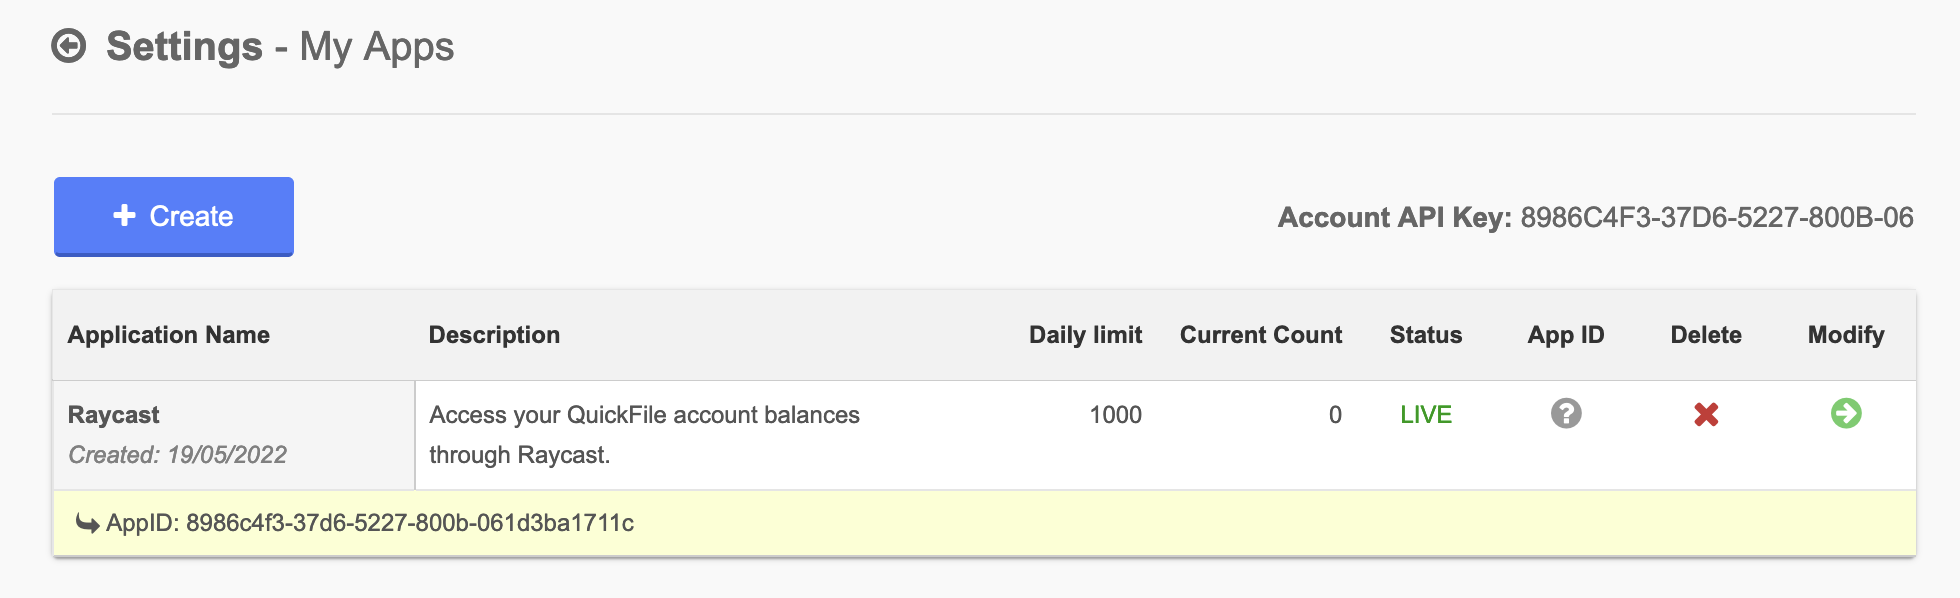 Settings - My Apps
Create
Account API Key: 8986C4F3-37D6-5227-800B-06
Application Name Description Daily limit Current Count Status App ID Delete Modify
Raycast Access your QuickFile account balances 1000 0 LIVE
Created: 19/05/2022 through Raycast.
AppID: 8986c4f3-37d6-5227-800b-061d3ba1711c